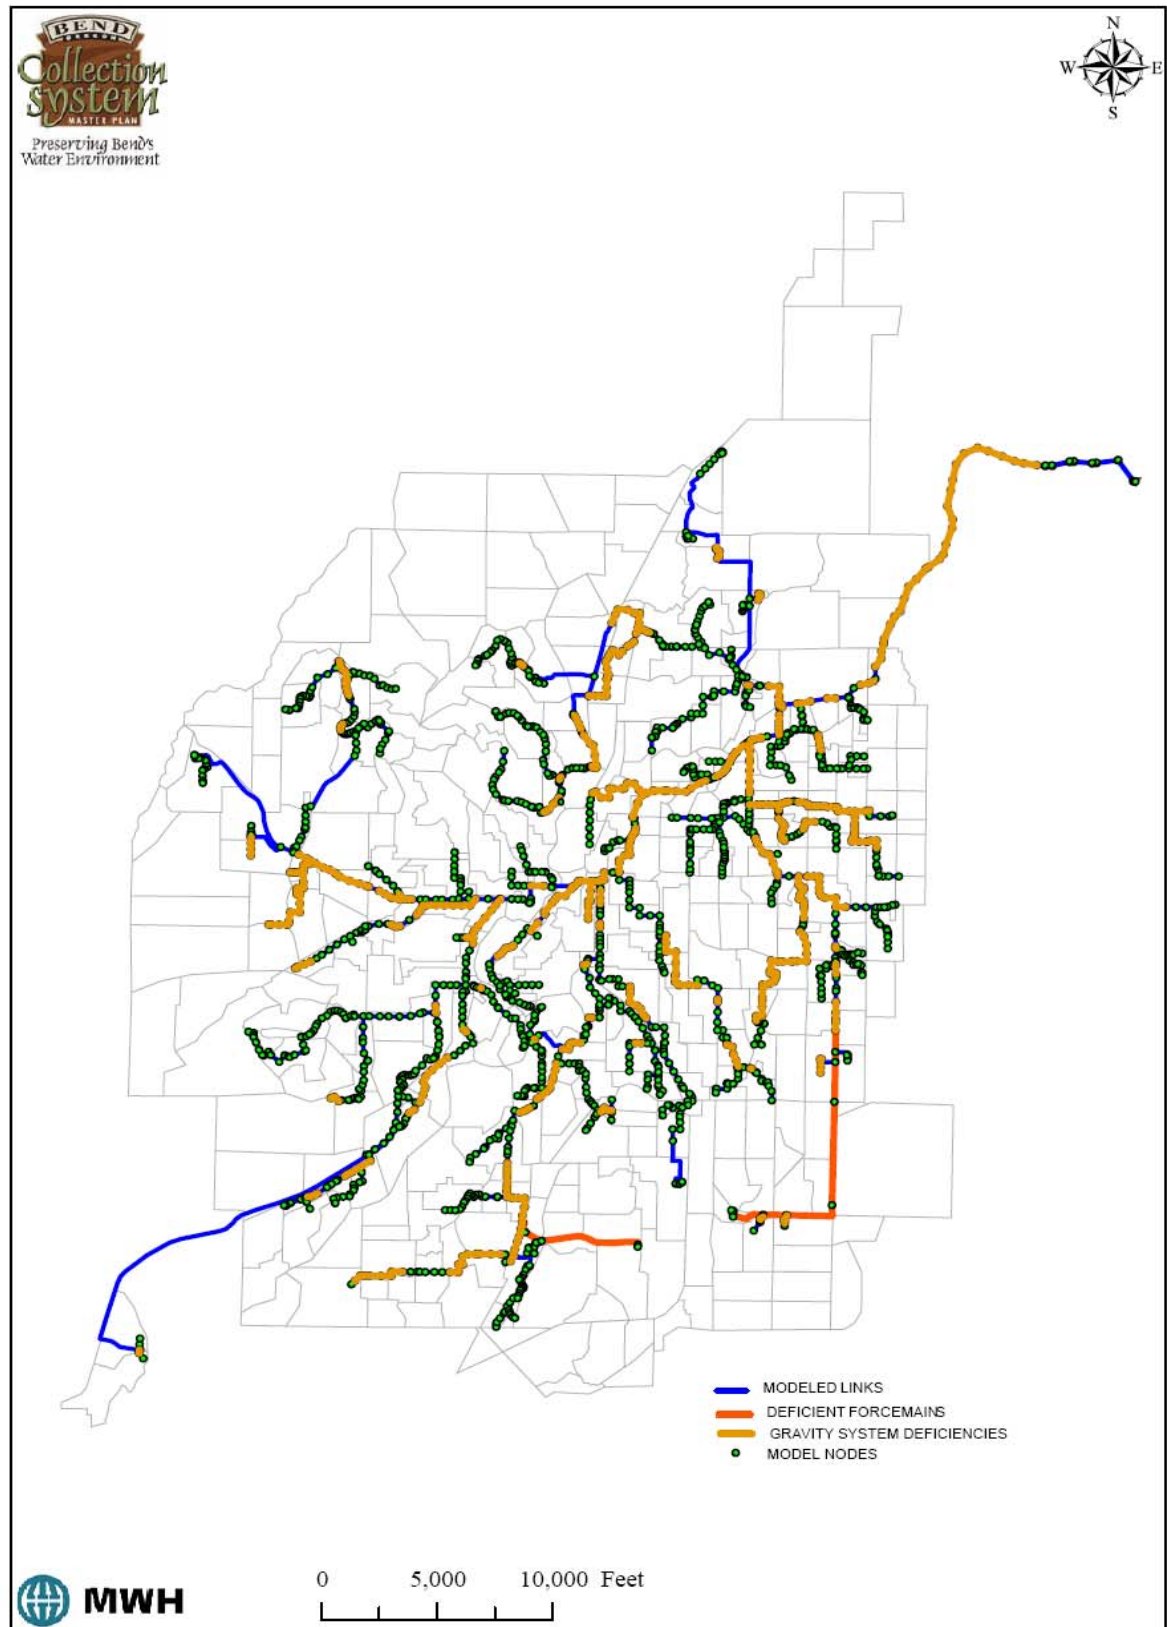 BEND
OREGON
Collection
system
MASTER PLAN
Preserving Bend's
Water Environment
N
W E
S
MODELED LINKS
DEFICIENT FORCEMAINS
GRAVITY SYSTEM DEFICIENCIES
MODEL NODES
MWH
0 5,000 10,000 Feet